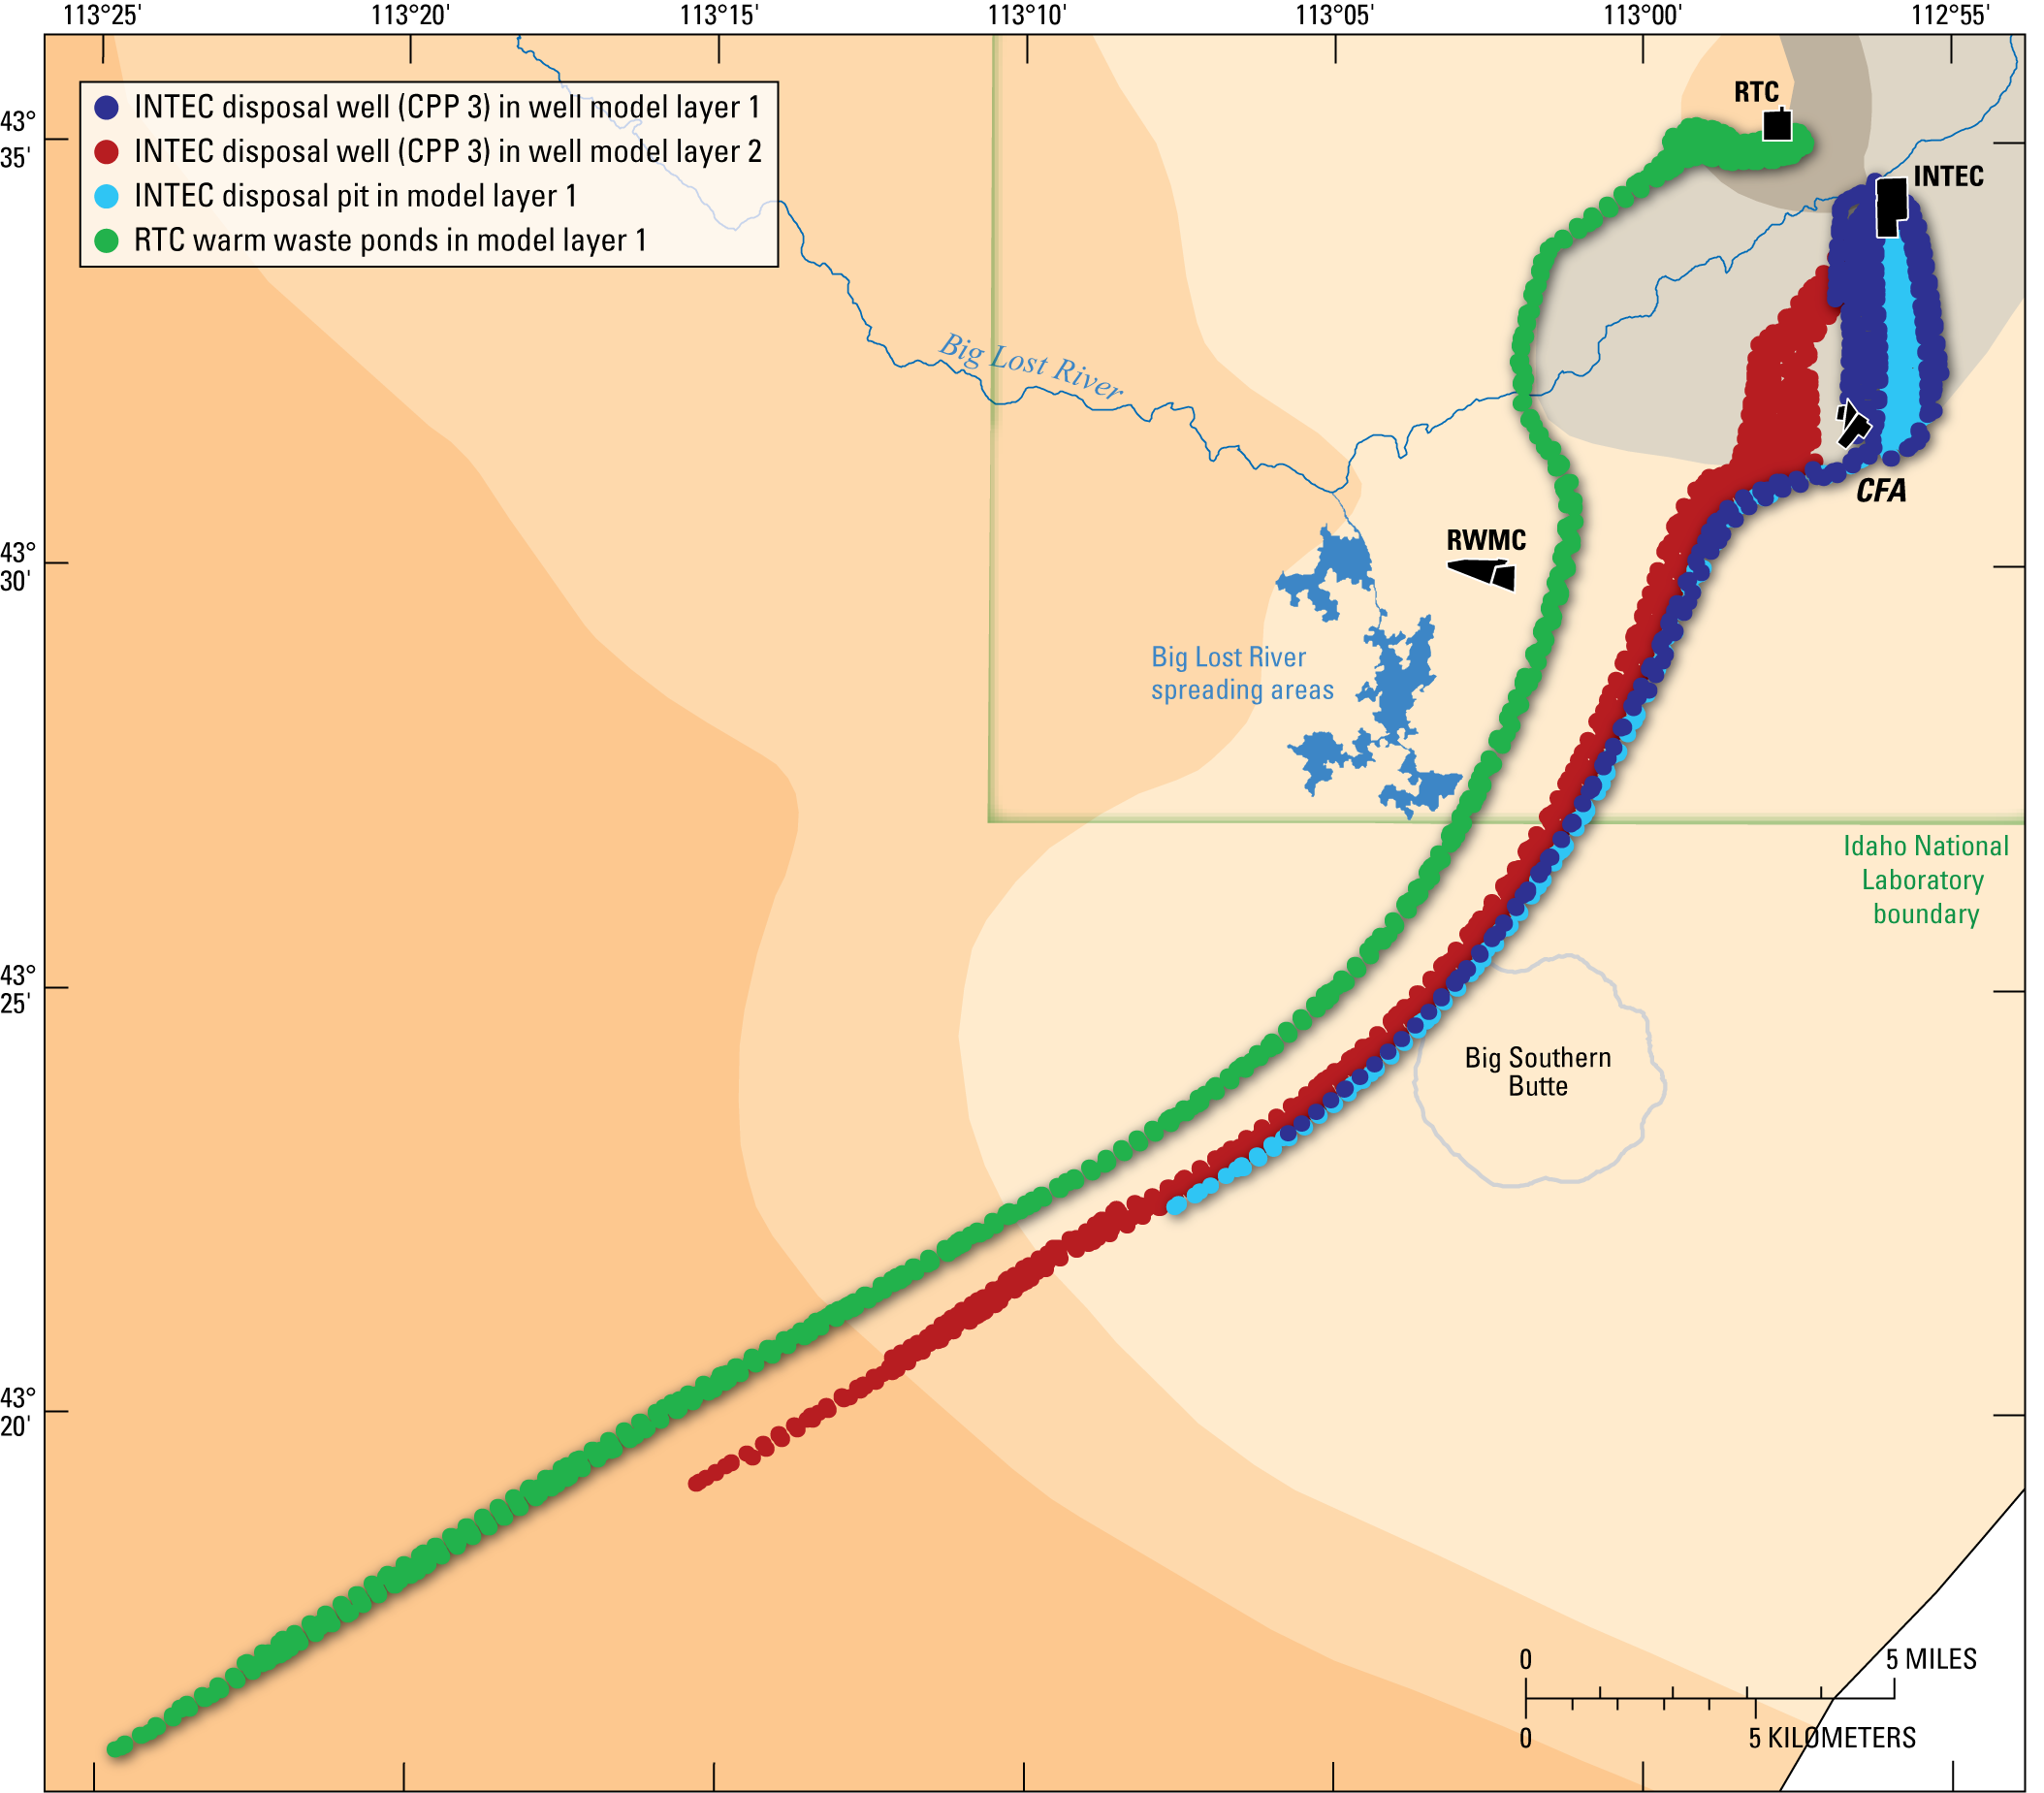 113°25' 113°20' 113°15' 113°10' 113°05' 113°00' 112°55'
INTEC disposal well (CPP 3) in well model layer 1
INTEC disposal well (CPP 3) in well model layer 2
INTEC disposal pit in model layer 1
RTC warm waste ponds in model layer 1
RTC
43°
35'
INTEC
Big Lost River
CFA
RWMC
43°
30'
Big Lost River
spreading areas
Idaho National
Laboratory
boundary
43°
25'
Big Southern
Butte
43°
20'
0 5 MILES
0 5 KILOMETERS